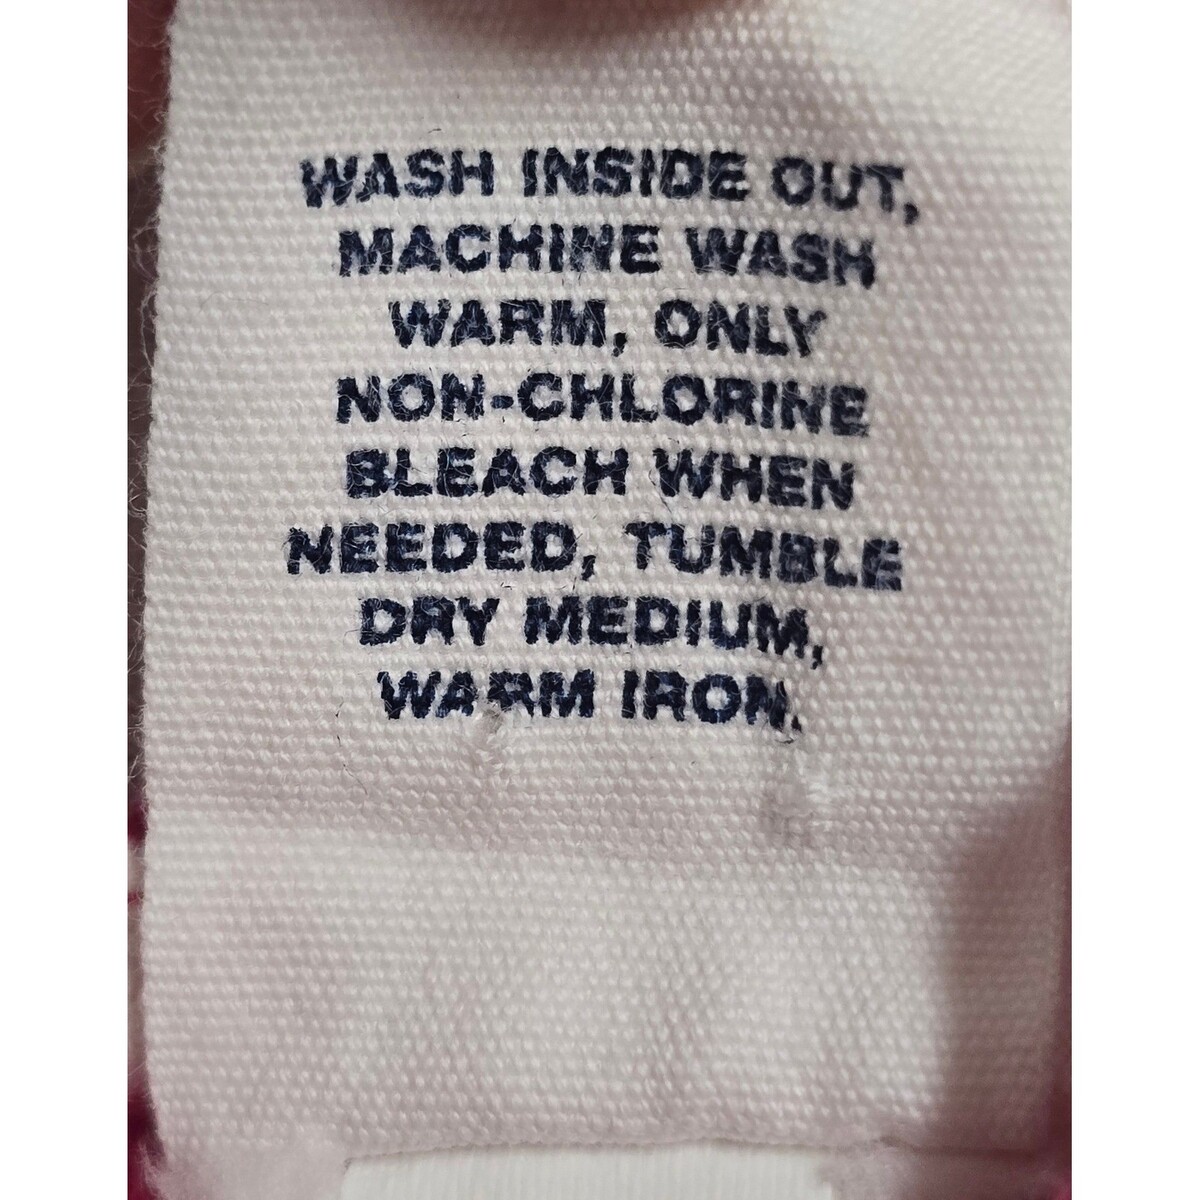 WASH INSIDE OUT,
MACHINE WASH
WARM, ONLY
NON-CHLORINE
BLEACH WHEN
NEEDED, TUMBLE
DRY MEDIUM,
WARM IRON.